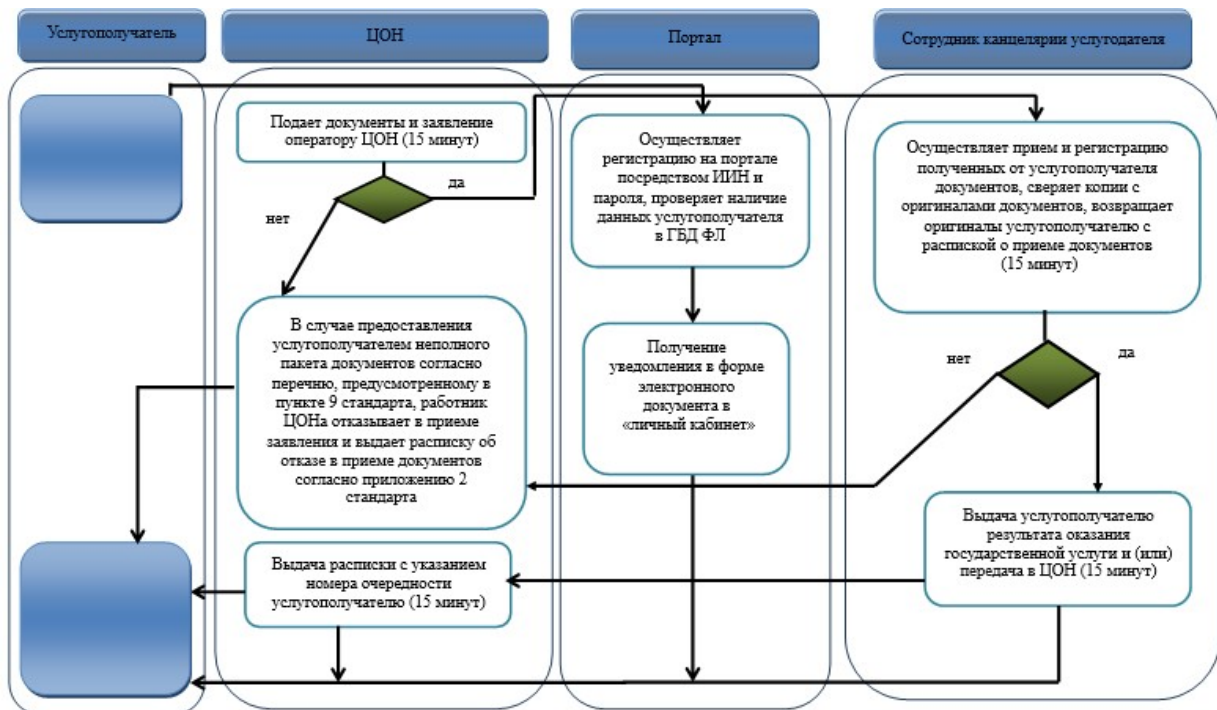 Услугополучатель
ЦОН
Портал
Сотрудник канцелярии услугодателя
Подает документы и заявление
оператору ЦОН (15 минут)
да
нет
В случае предоставления
услугополучателем неполного
пакета документов согласно
перечню, предусмотренному в
пункте 9 стандарта, работник
ЦОНа отказывает в приеме
заявления и выдает расписку об
отказе в приеме документов
согласно приложению 2
стандарта
Выдача расписки с указанием
номера очередности
услугополучателю (15 минут)
Осуществляет
регистрацию на портале
посредством ИИН и
пароля, проверяет наличие
данных услугополучателя
в ГБД ФЛ
Получение
уведомления в форме
электронного
документа в
«личный кабинет»
Осуществляет прием и регистрацию
полученных от услугополучателя
документов, сверяет копии с
оригиналами документов, возвращает
оригиналы услугополучателю с
распиской о приеме документов
(15 минут)
нет
да
Выдача услугополучателю
результата оказания
государственной услуги и (или)
передача в ЦОН (15 минут)